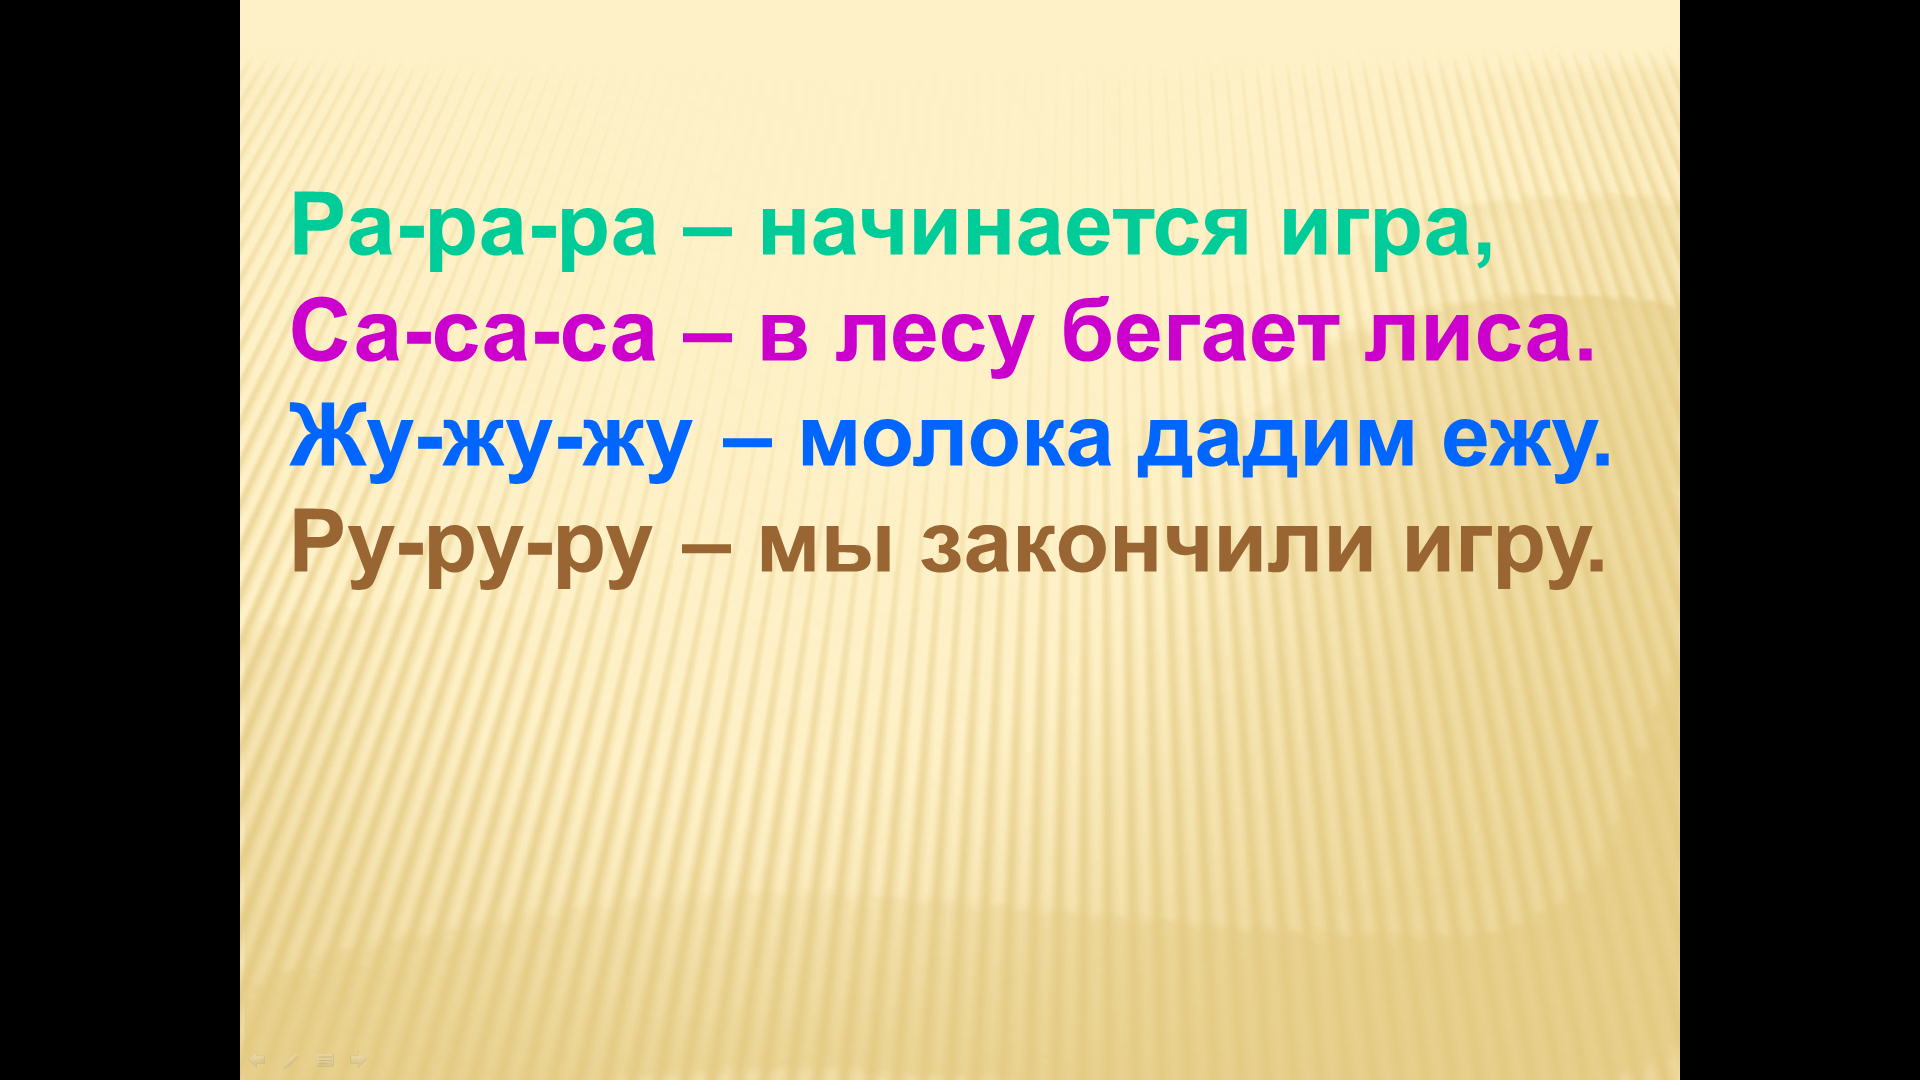 Ра-ра-ра – начинается игра,
Са-са-са – в лесу бегает лиса.
Жу-жу-жу – молока дадим ежу.
Ру-ру-ру – мы закончили игру.